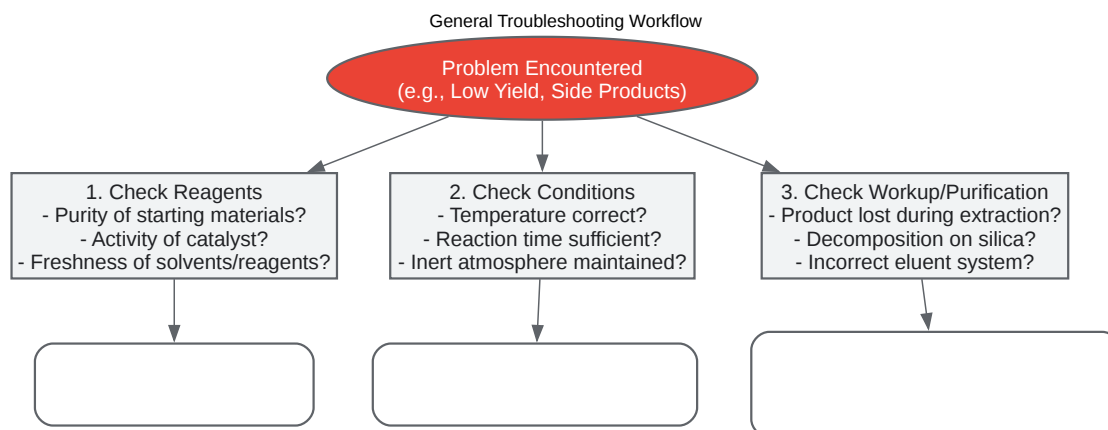 General Troubleshooting Workflow
Problem Encountered
(e.g., Low Yield, Side Products)
1. Check Reagents
- Purity of starting materials?
- Activity of catalyst?
- Freshness of solvents/reagents?
2. Check Conditions
- Temperature correct?
- Reaction time sufficient?
- Inert atmosphere maintained?
3. Check Workup/Purification
- Product lost during extraction?
- Decomposition on silica?
- Incorrect eluent system?